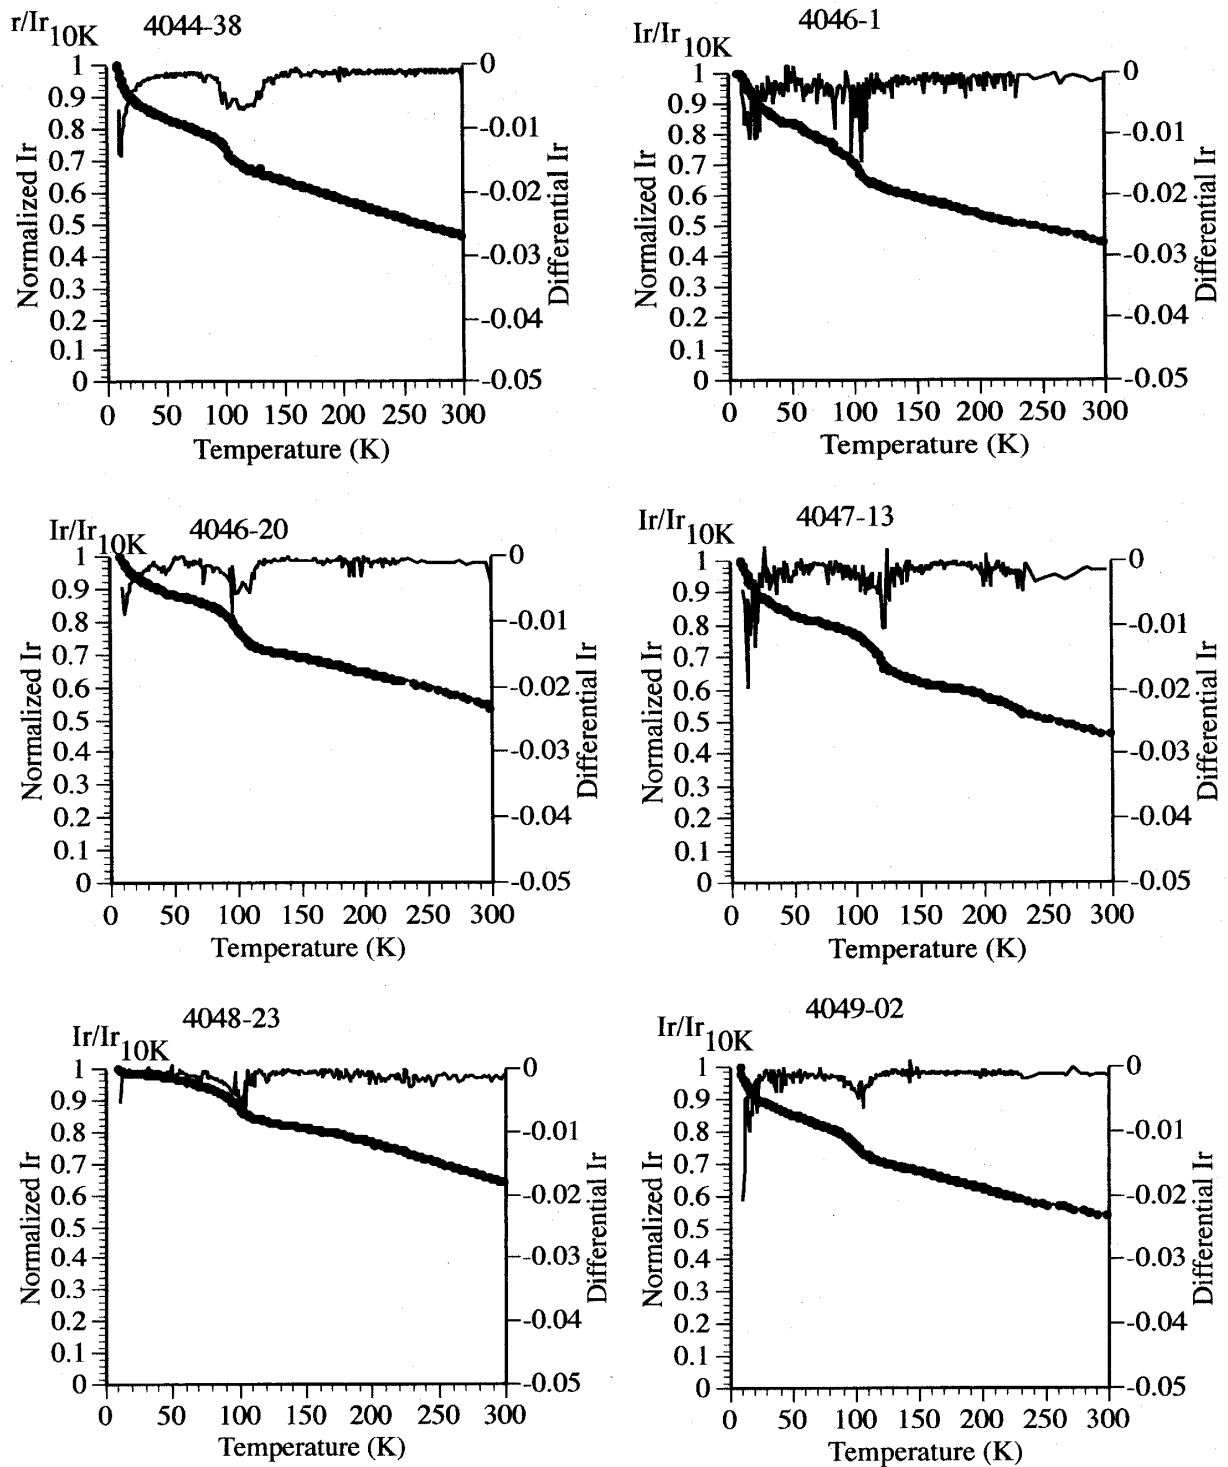 r/Ir10K 4044-38
1 0
0.9
0.8 -0.01
0.7
0.6 -0.02
0.5
0.4 -0.03
0.3
0.2 -0.04
0.1
0 -0.05
Normalized Ir
Differential Ir
0 50 100 150 200 250 300
Temperature (K)
Ir/Ir10K 4046-1
1 0
0.9
0.8 -0.01
0.7
0.6 -0.02
0.5
0.4 -0.03
0.3
0.2 -0.04
0.1
0 -0.05
Normalized Ir
Differential Ir
0 50 100 150 200 250 300
Temperature (K)
Ir/Ir10K 4046-20
1 0
0.9
0.8 -0.01
0.7
0.6 -0.02
0.5
0.4 -0.03
0.3
0.2 -0.04
0.1
0 -0.05
Normalized Ir
Differential Ir
0 50 100 150 200 250 300
Temperature (K)
Ir/Ir10K 4047-13
1 0
0.9
0.8 -0.01
0.7
0.6 -0.02
0.5
0.4 -0.03
0.3
0.2 -0.04
0.1
0 -0.05
Normalized Ir
Differential Ir
0 50 100 150 200 250 300
Temperature (K)
Ir/Ir10K 4048-23
1 0
0.9
0.8 -0.01
0.7
0.6 -0.02
0.5
0.4 -0.03
0.3
0.2 -0.04
0.1
0 -0.05
Normalized Ir
Differential Ir
0 50 100 150 200 250 300
Temperature (K)
Ir/Ir10K 4049-02
1 0
0.9
0.8 -0.01
0.7
0.6 -0.02
0.5
0.4 -0.03
0.3
0.2 -0.04
0.1
0 -0.05
Normalized Ir
Differential Ir
0 50 100 150 200 250 300
Temperature (K)